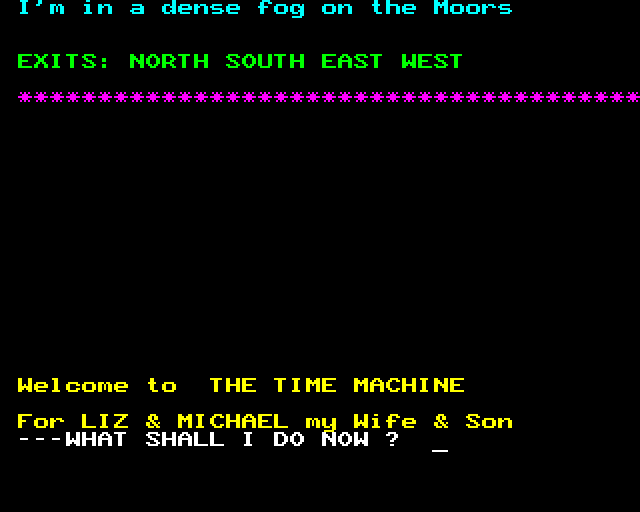 I'm in a dense fog on the Moors
EXITS: NORTH SOUTH EAST WEST
***************************************
Welcome to  THE TIME MACHINE
For LIZ & MICHAEL my Wife & Son
---WHAT SHALL I DO NOW ?  _